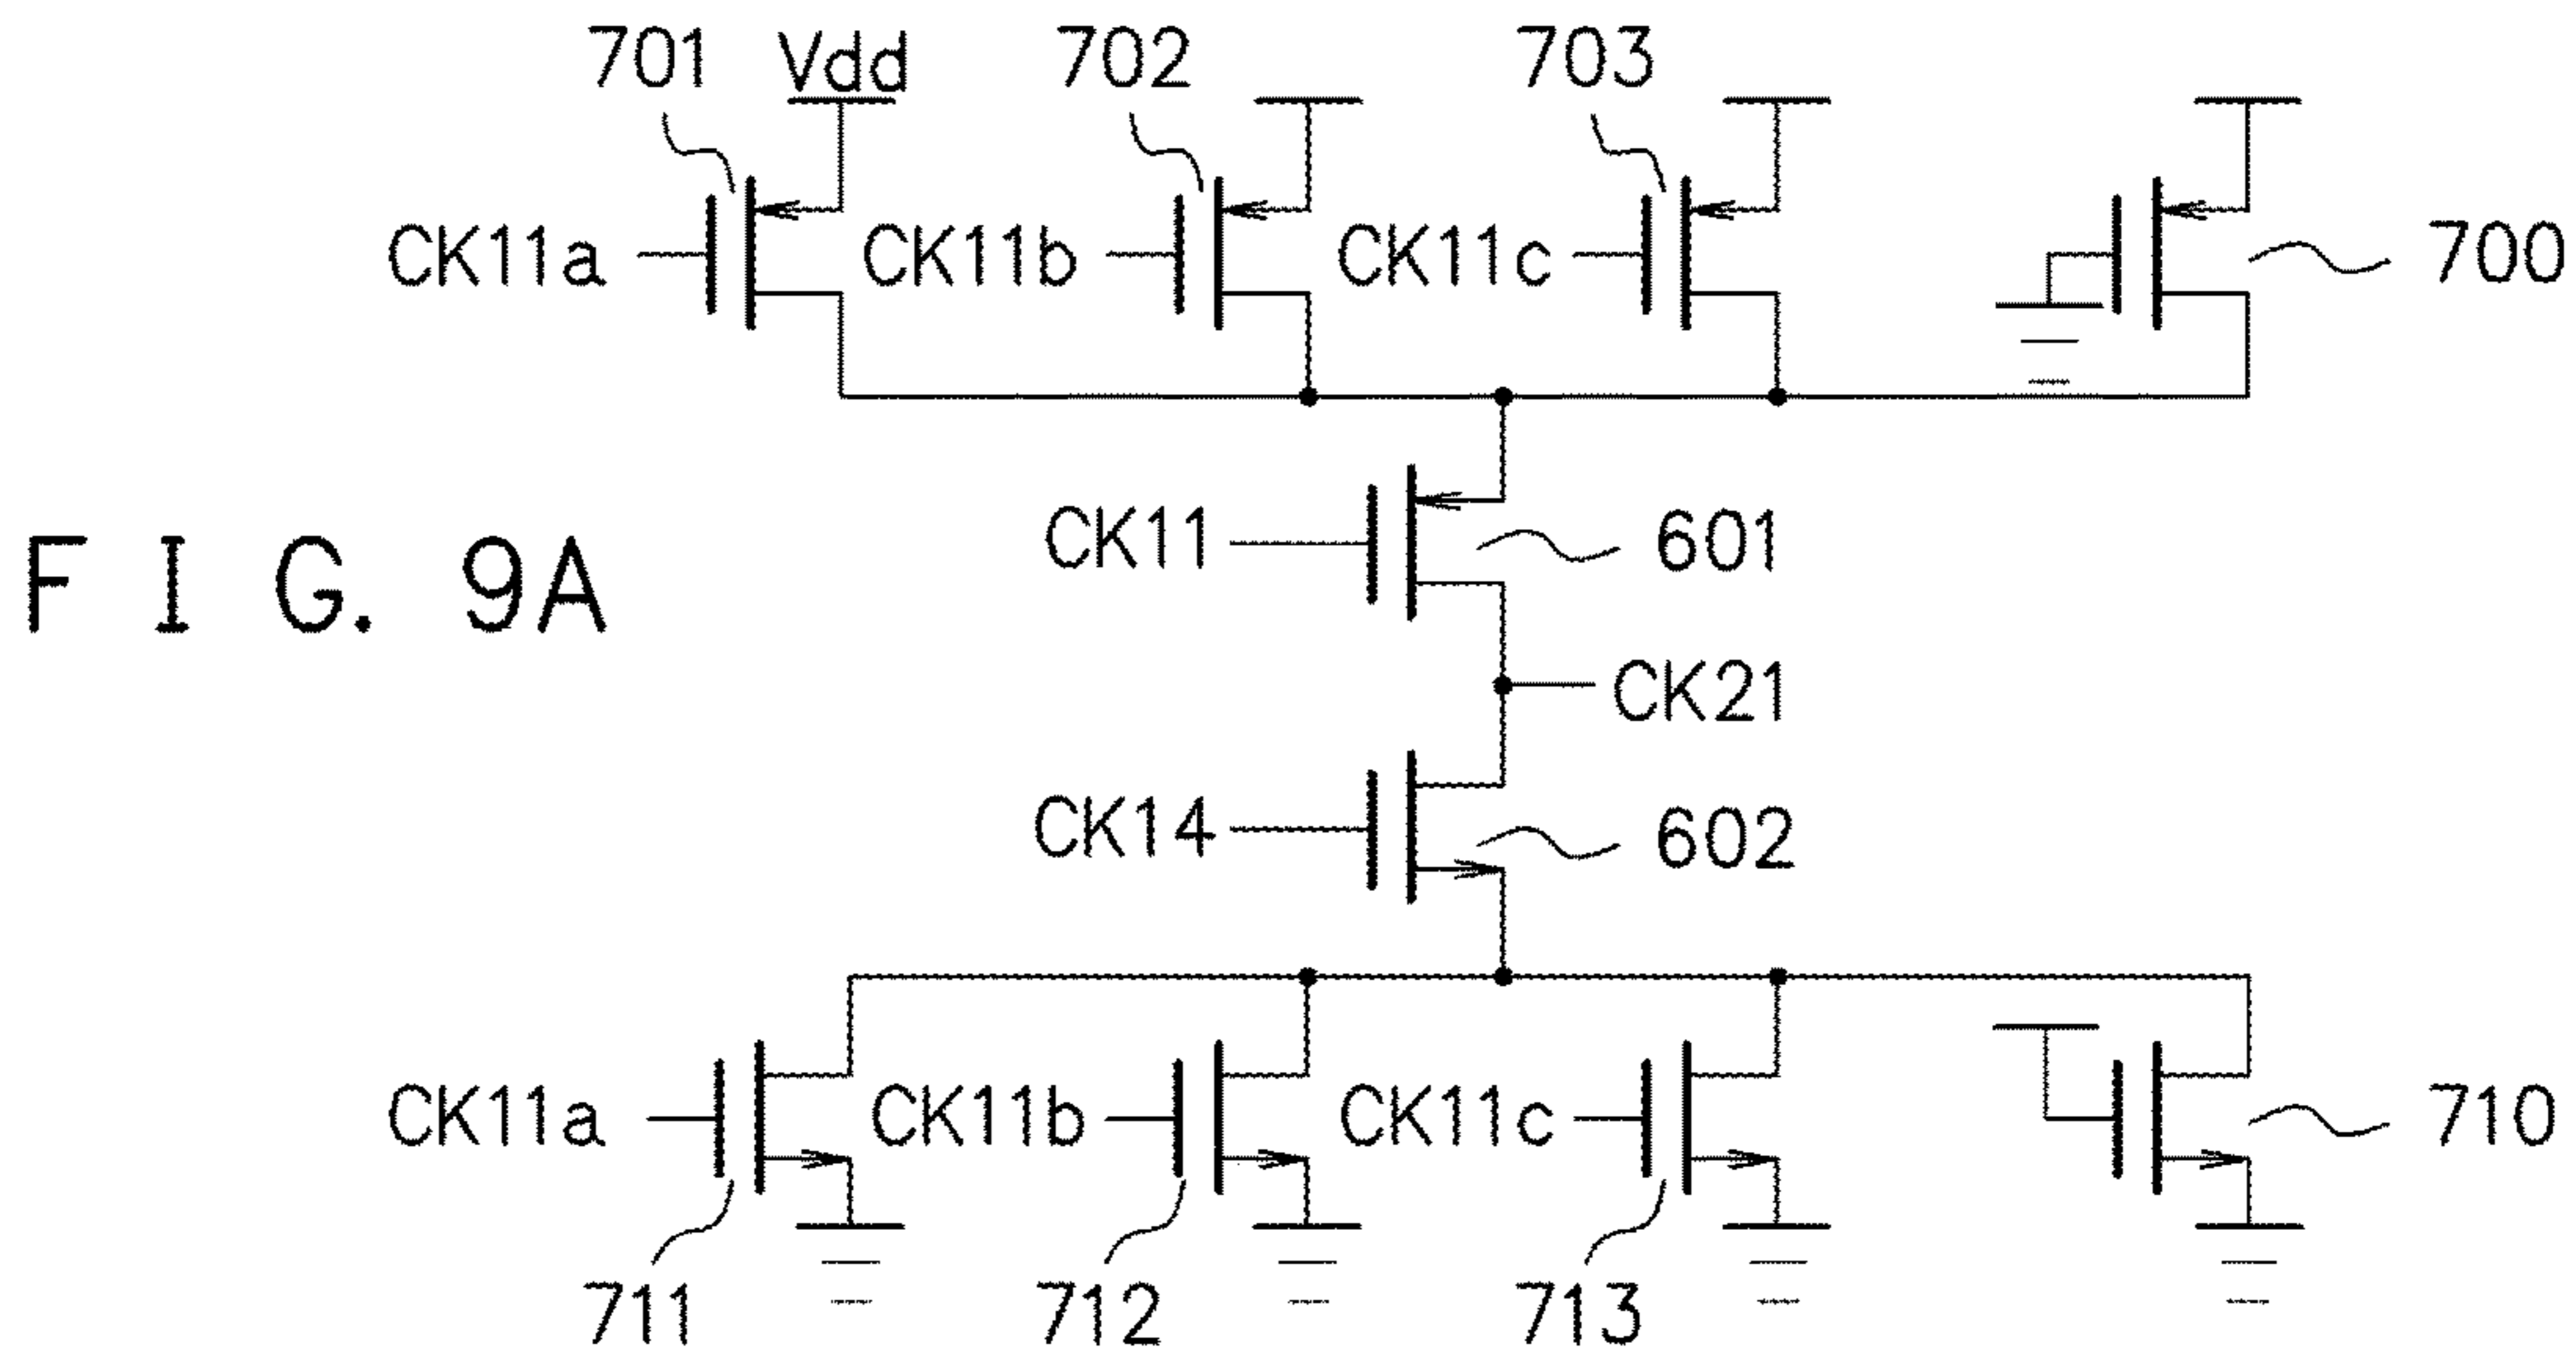 701 Vdd 702 703
CK11a CK11b CK11c 700
CK11 601
F I G. 9A
CK21
CK14 602
CK11a CK11b CK11c 710
711 712 713